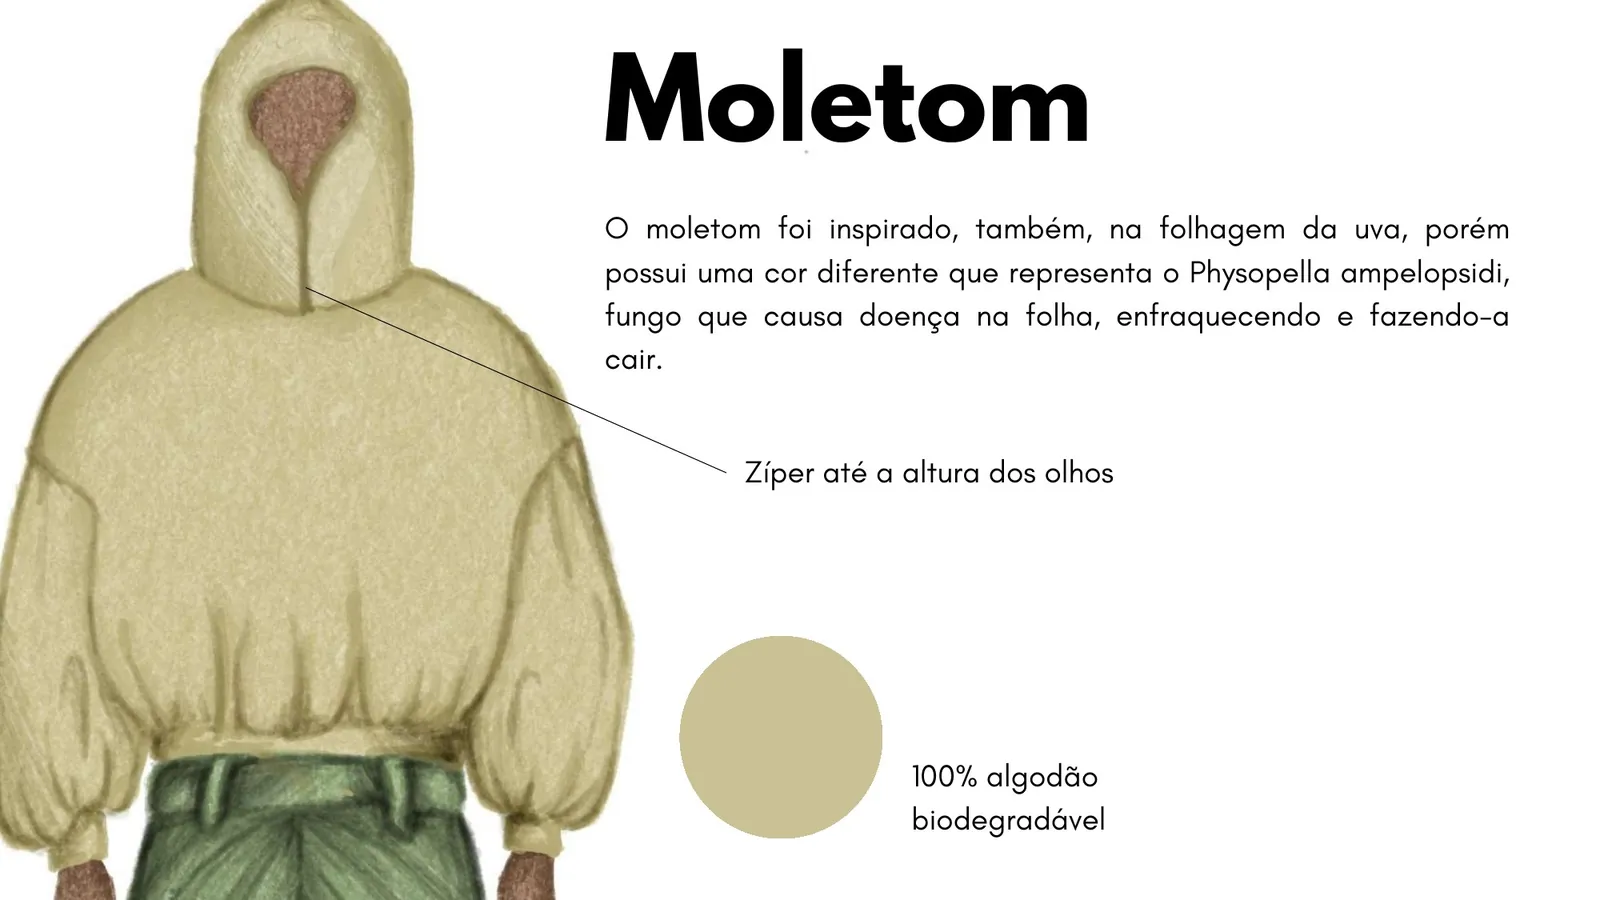 Moletom
O moletom foi inspirado, também, na folhagem da uva, porém
possui uma cor diferente que representa o Physopella ampelopsidi,
fungo que causa doença na folha, enfraquecendo e fazendo-a
cair.
Zíper até a altura dos olhos
100% algodão
biodegradável